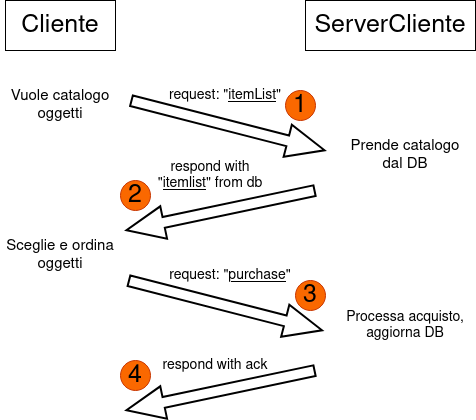 Cliente
ServerCliente
Vuole catalogo
oggetti
request: "itemList"
1
Prende catalogo
dal DB
respond with
"itemlist" from db
2
Sceglie e ordina
oggetti
request: "purchase"
3
Processa acquisto,
aggiorna DB
respond with ack
4